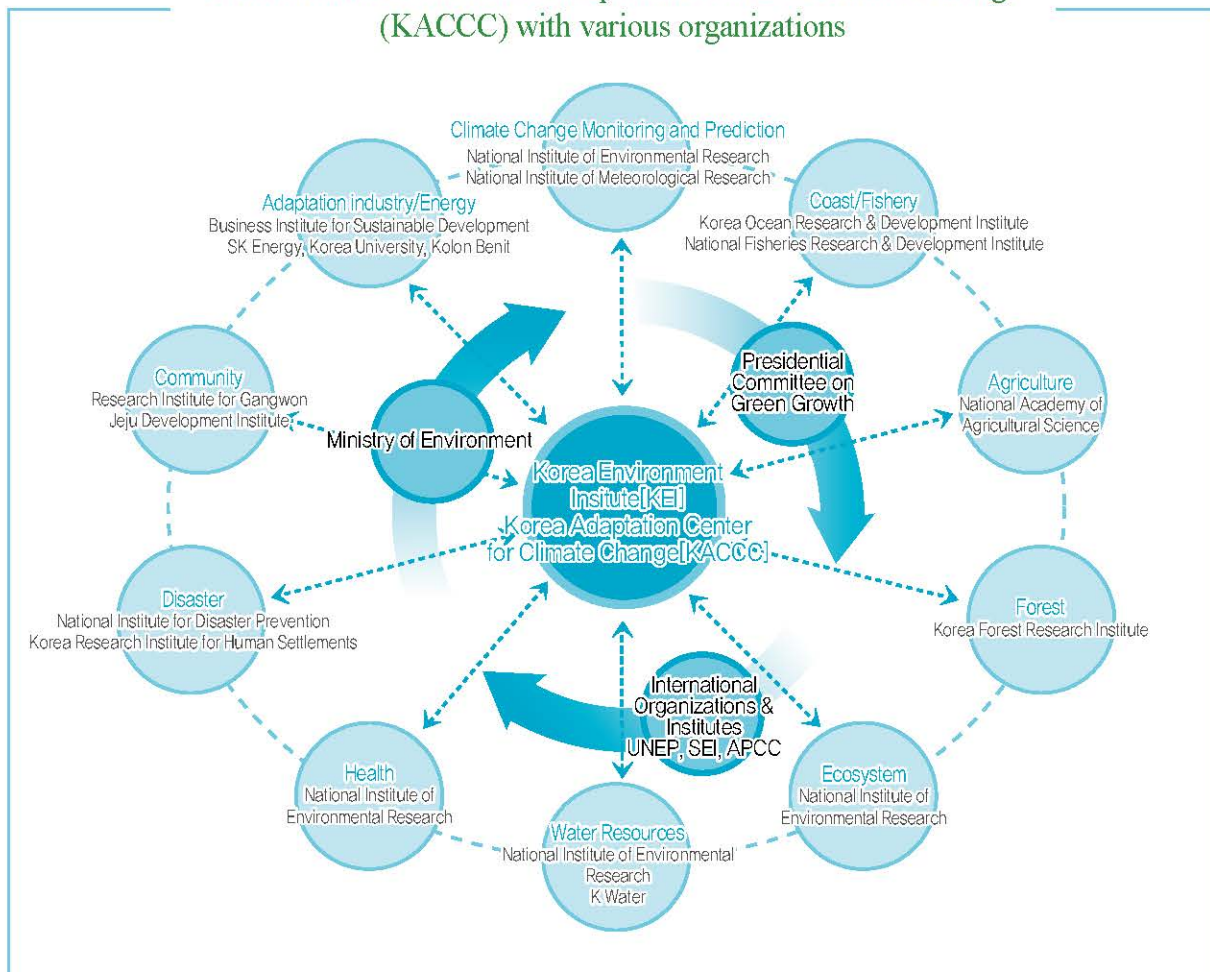 (KACCC) with various organizations
Climate Change Monitoring and Prediction
National Institute of Environmental Research
National Institute of Meteorological Research
Adaptation industry/Energy
Business Institute for Sustainable Development
SK Energy, Korea University, Kolon Benit
Coast/Fishery
Korea Ocean Research & Development Institute
National Fisheries Research & Development Institute
Community
Research Institute for Gangwon
Jeju Development Institute
Ministry of Environment
Presidential
Committee on
Green Growth
Agriculture
National Academy of
Agricultural Science
Korea Environment
Insitute[KEI]
Korea Adaptation Center
for Climate Change[KACCC]
Disaster
National Institute for Disaster Prevention
Korea Research Institute for Human Settlements
Forest
Korea Forest Research Institute
International
Organizations &
Institutes
UNEP, SEI, APCC
Health
National Institute of
Environmental Research
Water Resources
National Institute of Environmental
Research
K Water
Ecosystem
National Institute of
Environmental Research